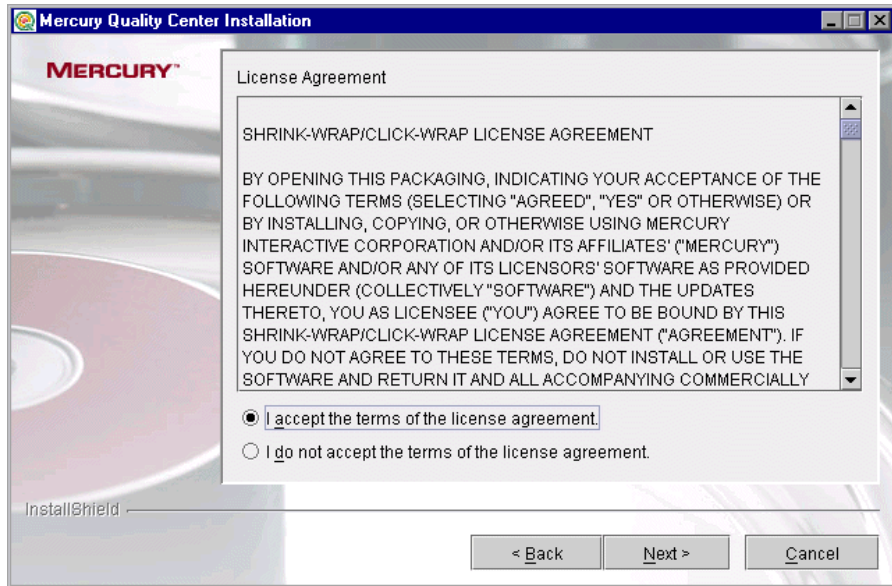 Mercury Quality Center Installation
MERCURY™
License Agreement
SHRINK-WRAP/CLICK-WRAP LICENSE AGREEMENT
BY OPENING THIS PACKAGING, INDICATING YOUR ACCEPTANCE OF THE
FOLLOWING TERMS (SELECTING "AGREED", "YES" OR OTHERWISE) OR
BY INSTALLING, COPYING, OR OTHERWISE USING MERCURY
INTERACTIVE CORPORATION AND/OR ITS AFFILIATES' ("MERCURY")
SOFTWARE AND/OR ANY OF ITS LICENSORS' SOFTWARE AS PROVIDED
HEREUNDER (COLLECTIVELY "SOFTWARE") AND THE UPDATES
THERETO, YOU AS LICENSEE ("YOU") AGREE TO BE BOUND BY THIS
SHRINK-WRAP/CLICK-WRAP LICENSE AGREEMENT ("AGREEMENT"). IF
YOU DO NOT AGREE TO THESE TERMS, DO NOT INSTALL OR USE THE
SOFTWARE AND RETURN IT AND ALL ACCOMPANYING COMMERCIALLY
I accept the terms of the license agreement.
I do not accept the terms of the license agreement.
InstallShield
< Back
Next >
Cancel